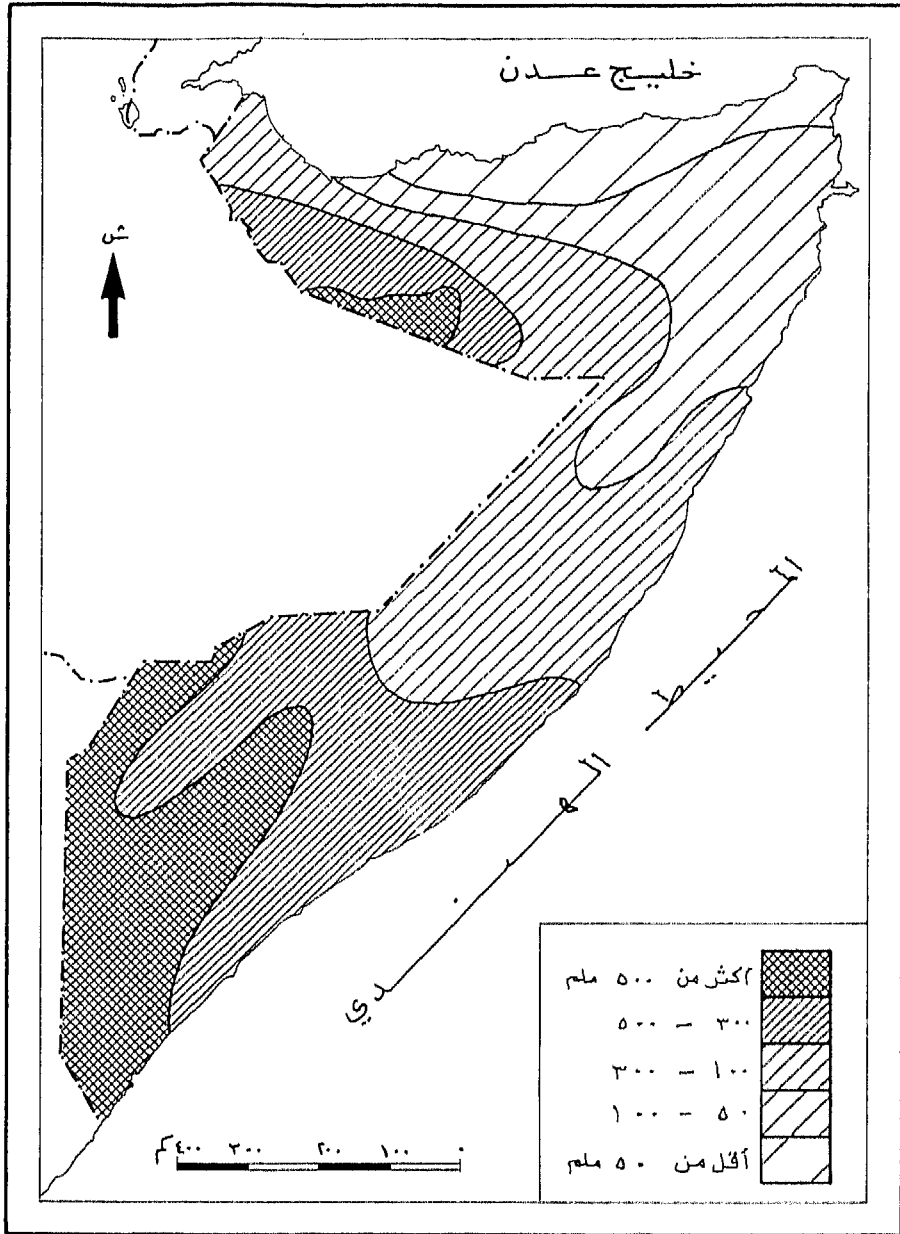 خليج عدن
ش
المحيط
الهندي
أكثر من ٥٠٠ ملم
٣٠٠ - ٥٠٠
١٠٠ - ٣٠٠
٥٠ - ١٠٠
أقل من ٥٠ ملم
٠ ١٠٠ ٢٠٠ ٣٠٠ ٤٠٠ كم